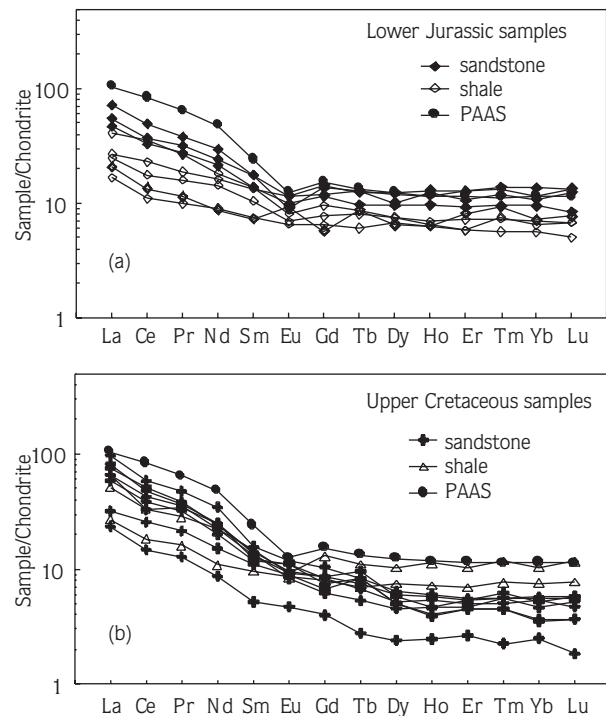 Lower Jurassic samples
sandstone
shale
PAAS
Sample/Chondrite
100
10
1
(a)
La Ce Pr Nd Sm Eu Gd Tb Dy Ho Er Tm Yb Lu
Upper Cretaceous samples
sandstone
shale
PAAS
Sample/Chondrite
100
10
1
(b)
La Ce Pr Nd Sm Eu Gd Tb Dy Ho Er Tm Yb Lu